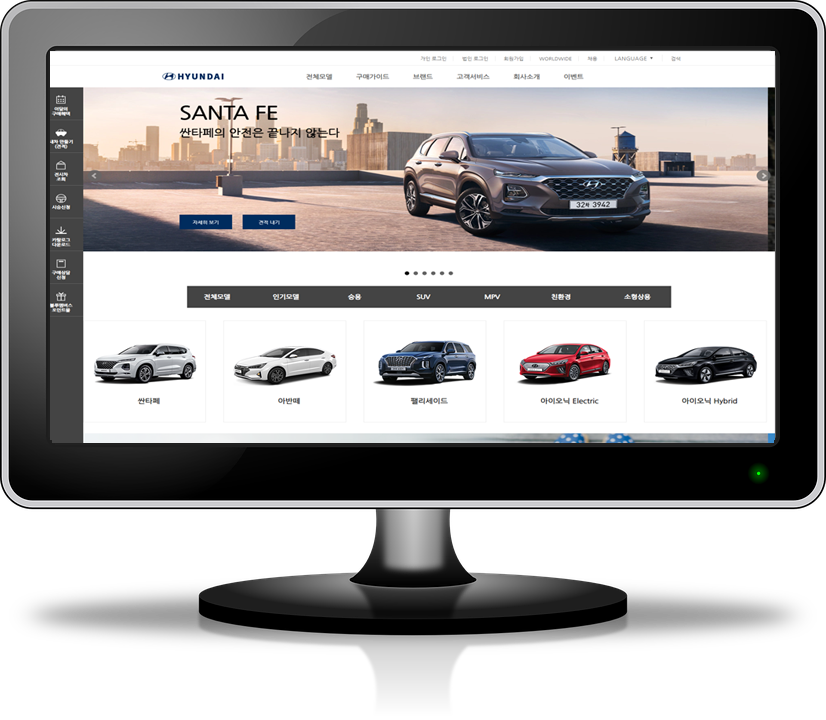 개인 로그인 법인 로그인 회원가입 WORLDWIDE 채용 LANGUAGE ▼ 검색
HYUNDAI 전체모델 구매가이드 브랜드 고객서비스 회사소개 이벤트
이달의
구매혜택
내차 만들기
(견적)
전시차
조회
시승신청
카탈로그
다운로드
구매상담
신청
블루멤버스
포인트몰
SANTA FE
싼타페의 안전은 끝나지 않는다
자세히 보기 견적 내기
3942
전체모델 인기모델 승용 SUV MPV 친환경 소형상용
싼타페 아반떼 팰리세이드 아이오닉 Electric 아이오닉 Hybrid